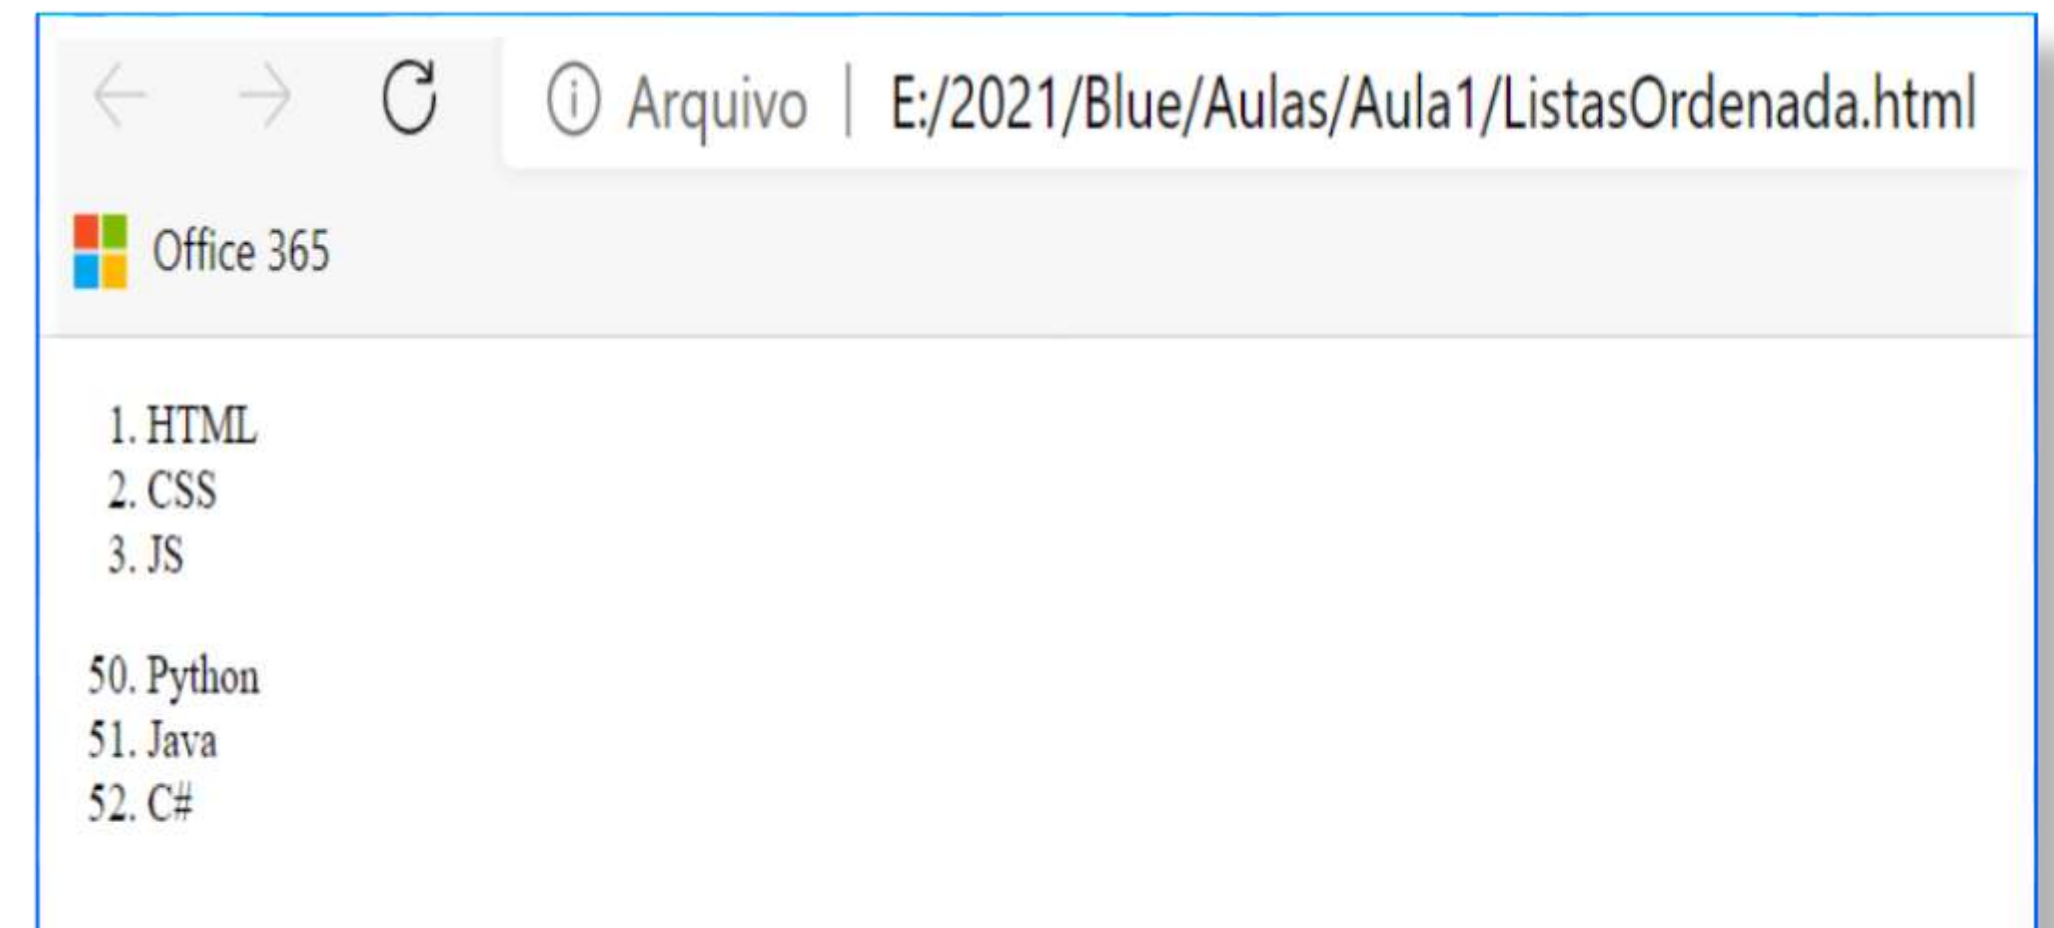 Arquivo | E:/2021/Blue/Aulas/Aula1/ListasOrdenada.html
Office 365
1. HTML
2. CSS
3. JS
50. Python
51. Java
52. C#